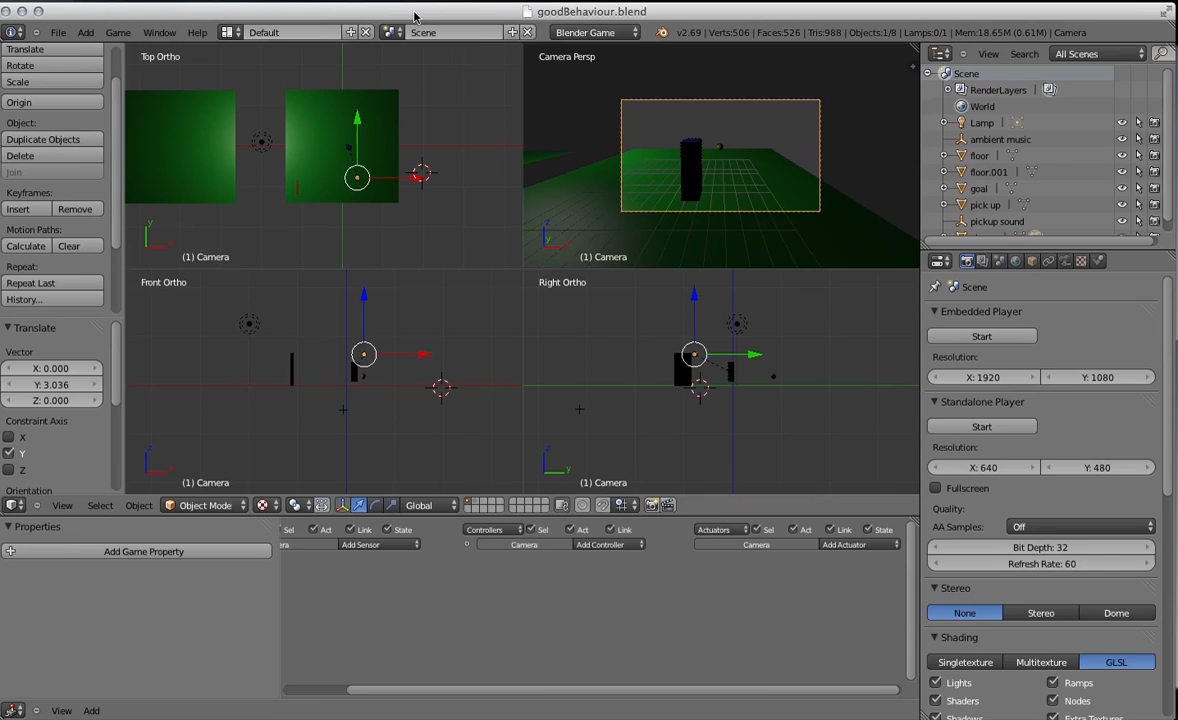 goodBehaviour.blend
File Add Game Window Help Default Scene Blender Game v2.69 | Verts:506 | Faces:526 | Tris:988 | Objects:1/8 | Lamps:0/1 | Mem:18.65M (0.61M) | Camera
Translate
Rotate
Scale
Origin
Object:
Duplicate Objects
Delete
Join
Keyframes:
Insert Remove
Motion Paths:
Calculate Clear
Repeat:
Repeat Last
History...
Translate
Vector
X: 0.000
Y: 3.036
Z: 0.000
Constraint Axis
X
Y
Z
Orientation
Top Ortho
y
x
(1) Camera
Camera Persp
z
y
x
(1) Camera
Front Ortho
z
x
(1) Camera
Right Ortho
z
y
(1) Camera
View Select Object Object Mode Global
View Search All Scenes
Scene
RenderLayers
World
Lamp
ambient music
floor
floor.001
goal
pick up
pickup sound
Scene
Embedded Player
Start
Resolution:
X: 1920 Y: 1080
Standalone Player
Start
Resolution:
X: 640 Y: 480
Fullscreen
Quality:
AA Samples: Off
Bit Depth: 32
Refresh Rate: 60
Stereo
None Stereo Dome
Shading
Singletexture Multitexture GLSL
Lights Ramps
Shaders Nodes
Shadows Extra Textures
Properties
Add Game Property
Sel Act Link State
era Add Sensor
Controllers Sel Act Link
Camera Add Controller
Actuators Sel Act Link State
Camera Add Actuator
View Add